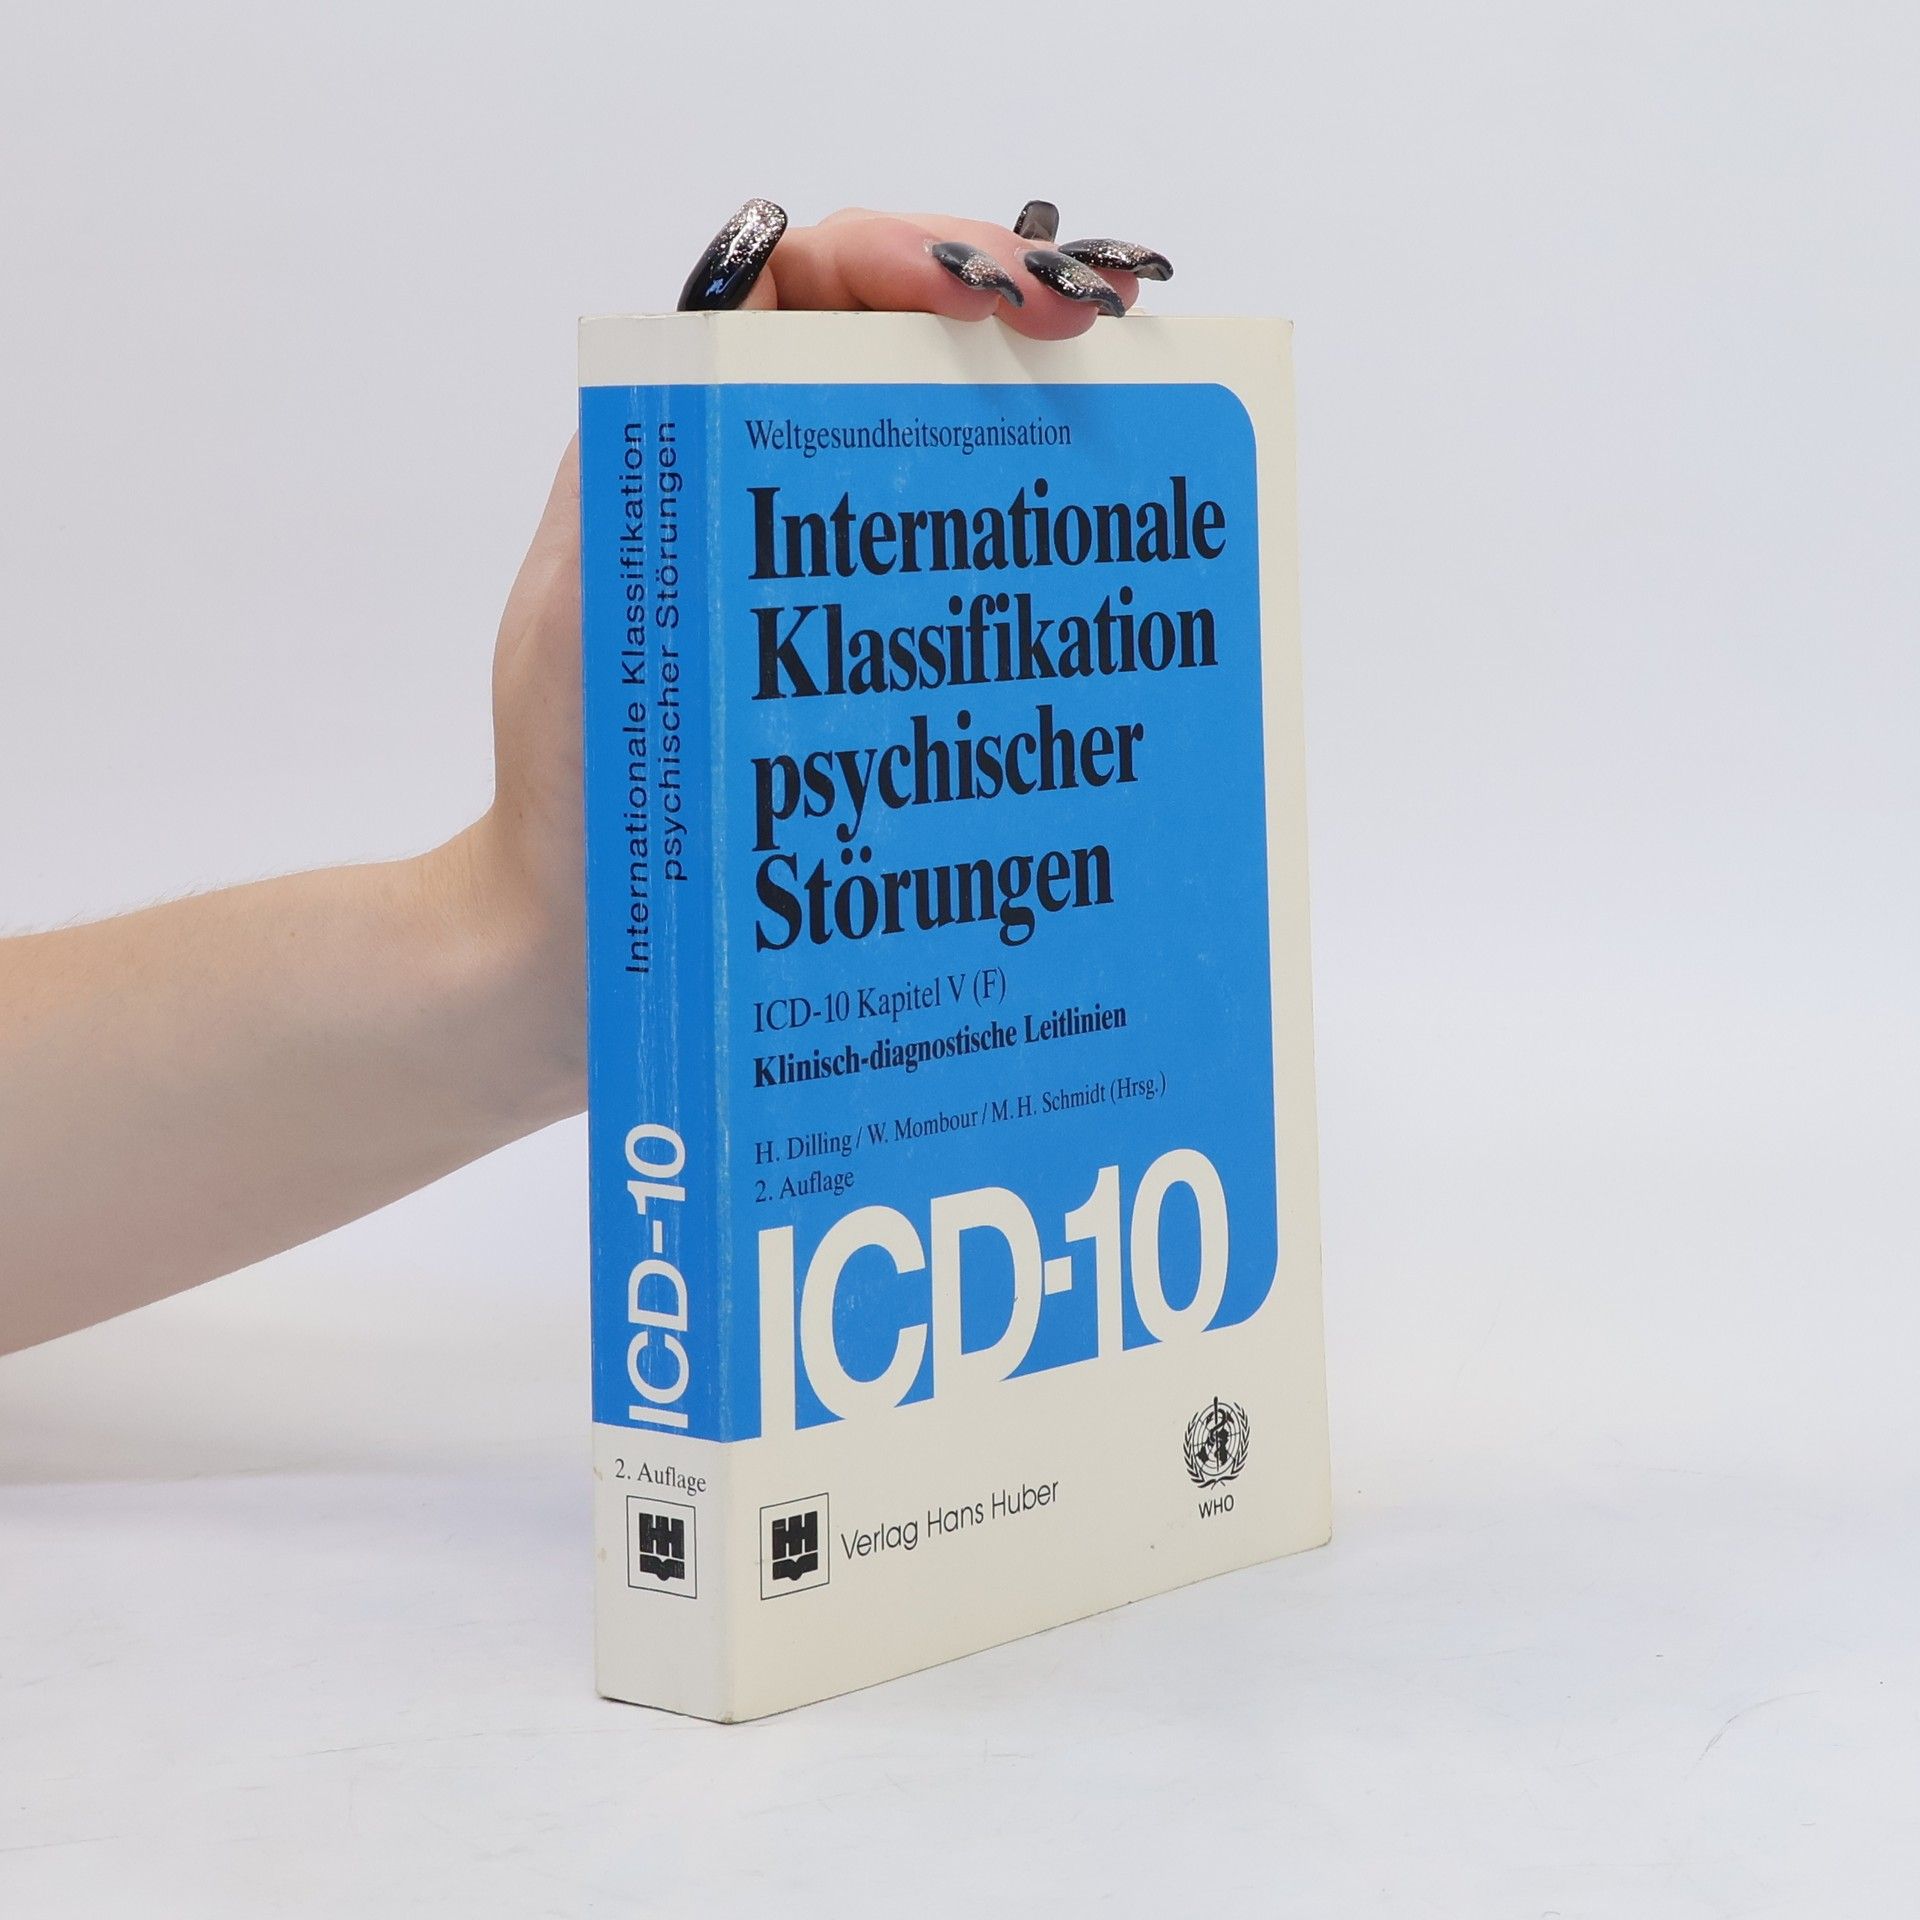 Internationale Klassifikation
psychischer Störungen
ICD-10
2. Auflage
Weltgesundheitsorganisation
Internationale
Klassifikation
psychischer
Störungen
ICD-10 Kapitel V (F)
Klinisch-diagnostische Leitlinien
H. Dilling / W. Mombour / M. H. Schmidt (Hrsg.)
2. Auflage
ICD-10
Verlag Hans Huber
WHO